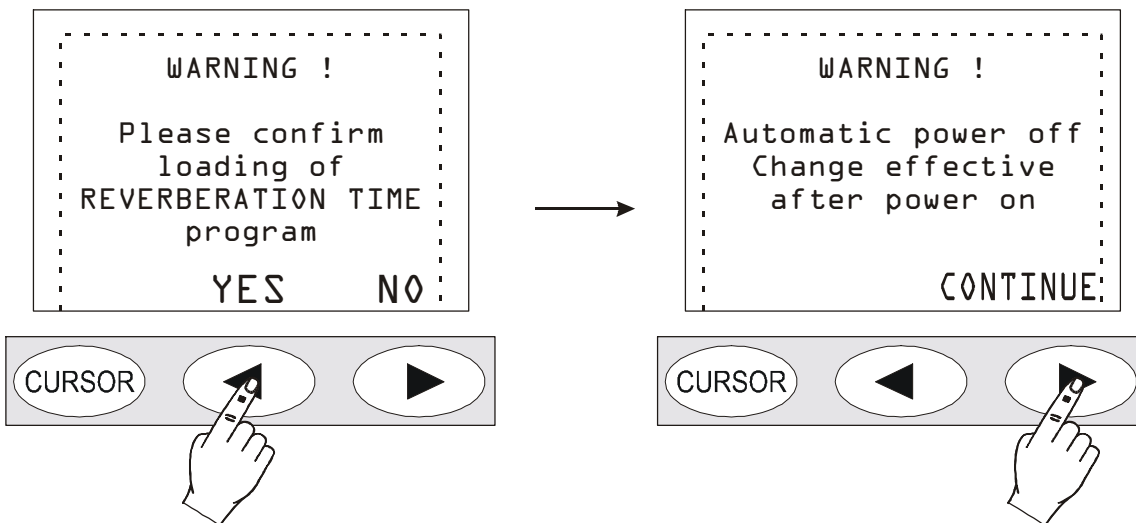 WARNING !
Please confirm
loading of
REVERBERATION TIME
program
YES NO
CURSOR ◀ ▶
WARNING !
Automatic power off
Change effective
after power on
CONTINUE
CURSOR ◀ ▶